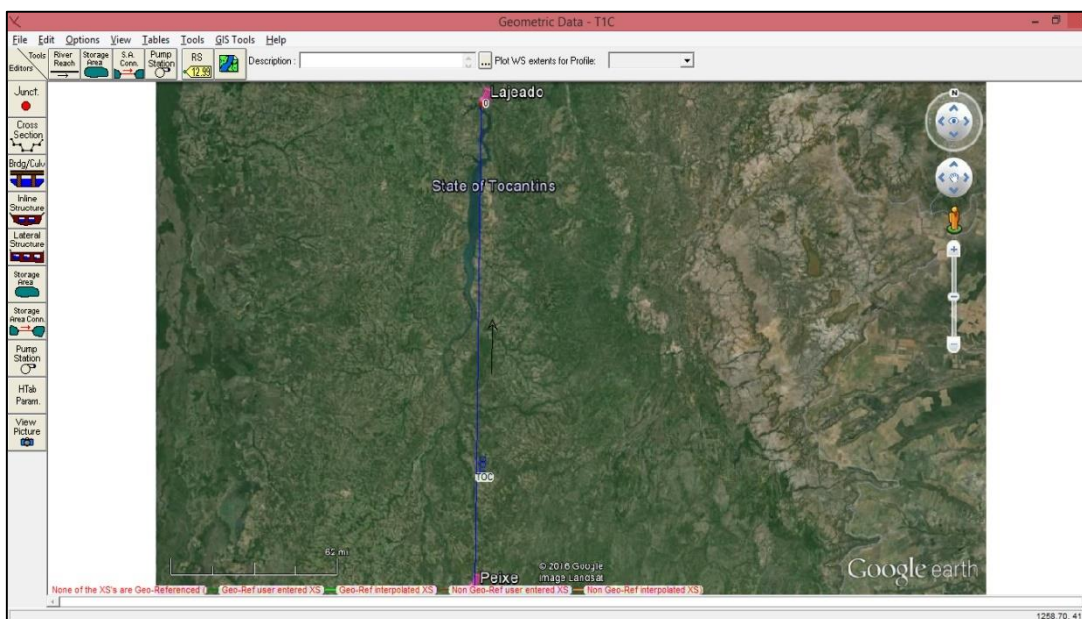 Geometric Data - T1C
File Edit Options View Tables Tools GIS Tools Help
Tools
Editors
River
Reach
Storage
Area
S.A.
Conn.
Pump
Station
RS
12.99
Description :
...
Plot WS extents for Profile:
Junct.
Cross
Section
Brdg/Culv
Inline
Structure
Lateral
Structure
Storage
Area
Storage
Area Conn.
Pump
Station
HTab
Param.
View
Picture
Lajeado
0
State of Tocantins
TOC
62 mi
Peixe
© 2016 Google
Image Landsat
Google earth
N
None of the XS's are Geo-Referenced ( Geo-Ref user entered XS Geo-Ref interpolated XS Non Geo-Ref user entered XS Non Geo-Ref interpolated XS)
1258.70, 41